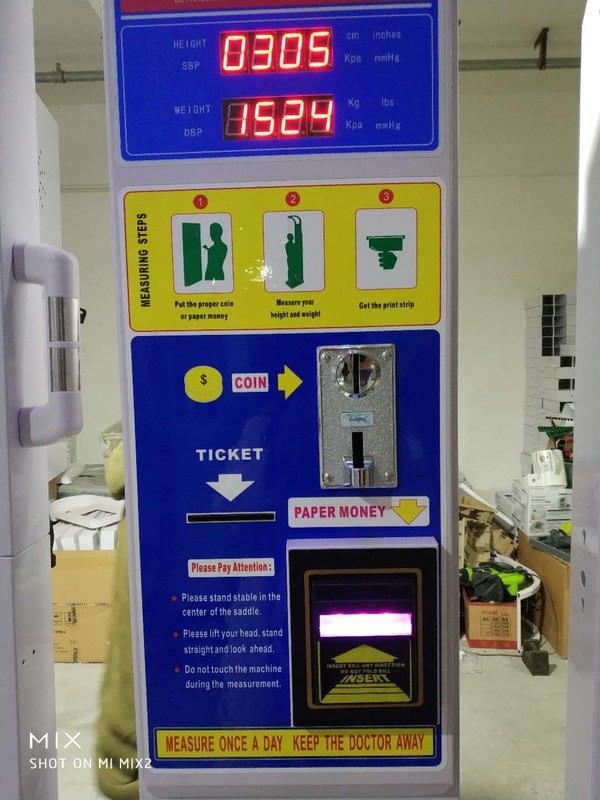 HEIGHT
SBP
0305
cm inches
Kpa mmHg
WEIGHT
DBP
1524
Kg lbs
Kpa mmHg
MEASURING STEPS
1
2
3
Put the proper coin
or paper money
Measure your
height and weight
Get the print strip
$
COIN
TICKET
PAPER MONEY
Please Pay Attention :
Please stand stable in the
center of the saddle.
Please lift your head, stand
straight and look ahead.
Do not touch the machine
during the measurement.
INSERT BILL ANY DIRECTION
DO NOT FOLD BILL
INSERT
MEASURE ONCE A DAY KEEP THE DOCTOR AWAY
MIX
SHOT ON MI MIX2